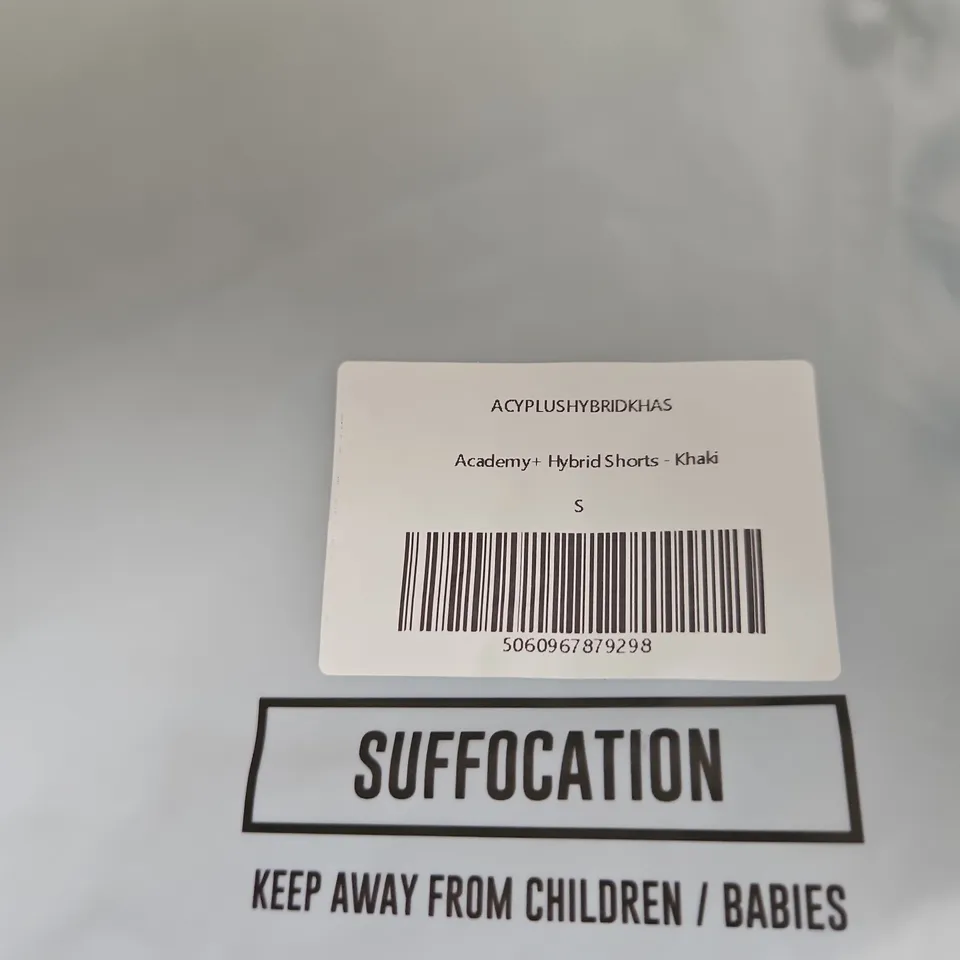 ACYPLUSHYBRIDKHAS
Academy+ Hybrid Shorts - Khaki
S
5060967879298
SUFFOCATION
KEEP AWAY FROM CHILDREN / BABIES